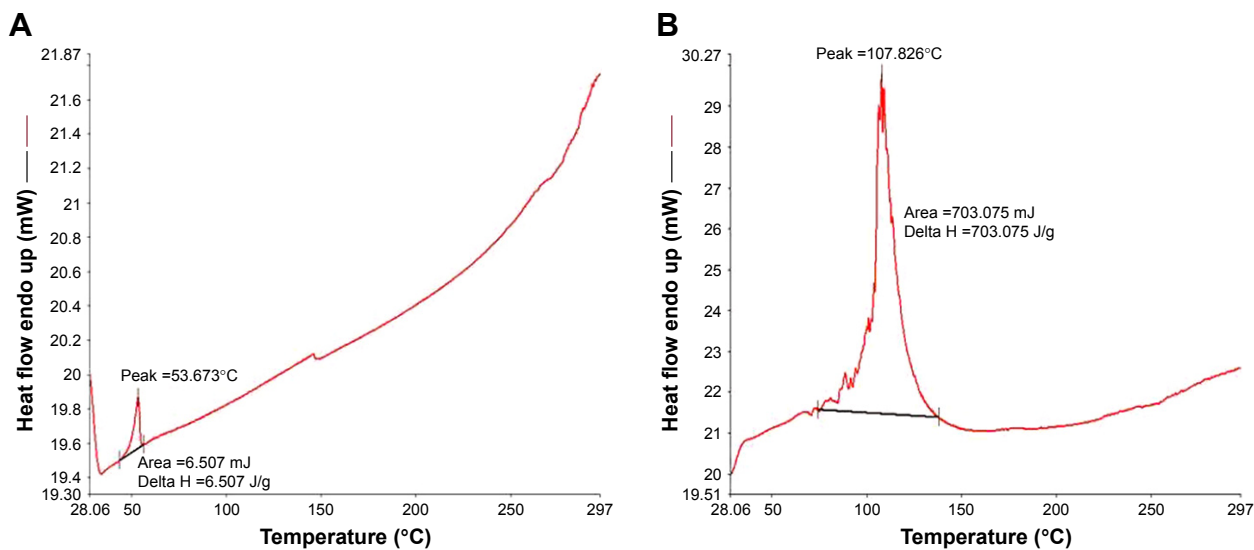 A
21.87
21.6
21.4
21.2
21
20.8
20.6
20.4
20.2
20
19.8
19.6
19.4
19.30
Heat flow endo up (mW)
Peak =53.673°C
Area =6.507 mJ
Delta H =6.507 J/g
28.06 50 100 150 200 250 297
Temperature (°C)
B
30.27
29
28
27
26
25
24
23
22
21
20
19.51
Heat flow endo up (mW)
Peak =107.826°C
Area =703.075 mJ
Delta H =703.075 J/g
28.06 50 100 150 200 250 297
Temperature (°C)